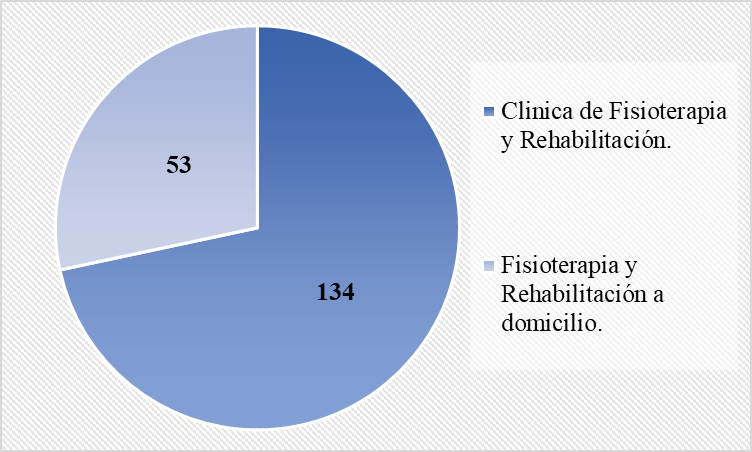 53
134
Clinica de Fisioterapia
y Rehabilitación.
Fisioterapia y
Rehabilitación a
domicilio.